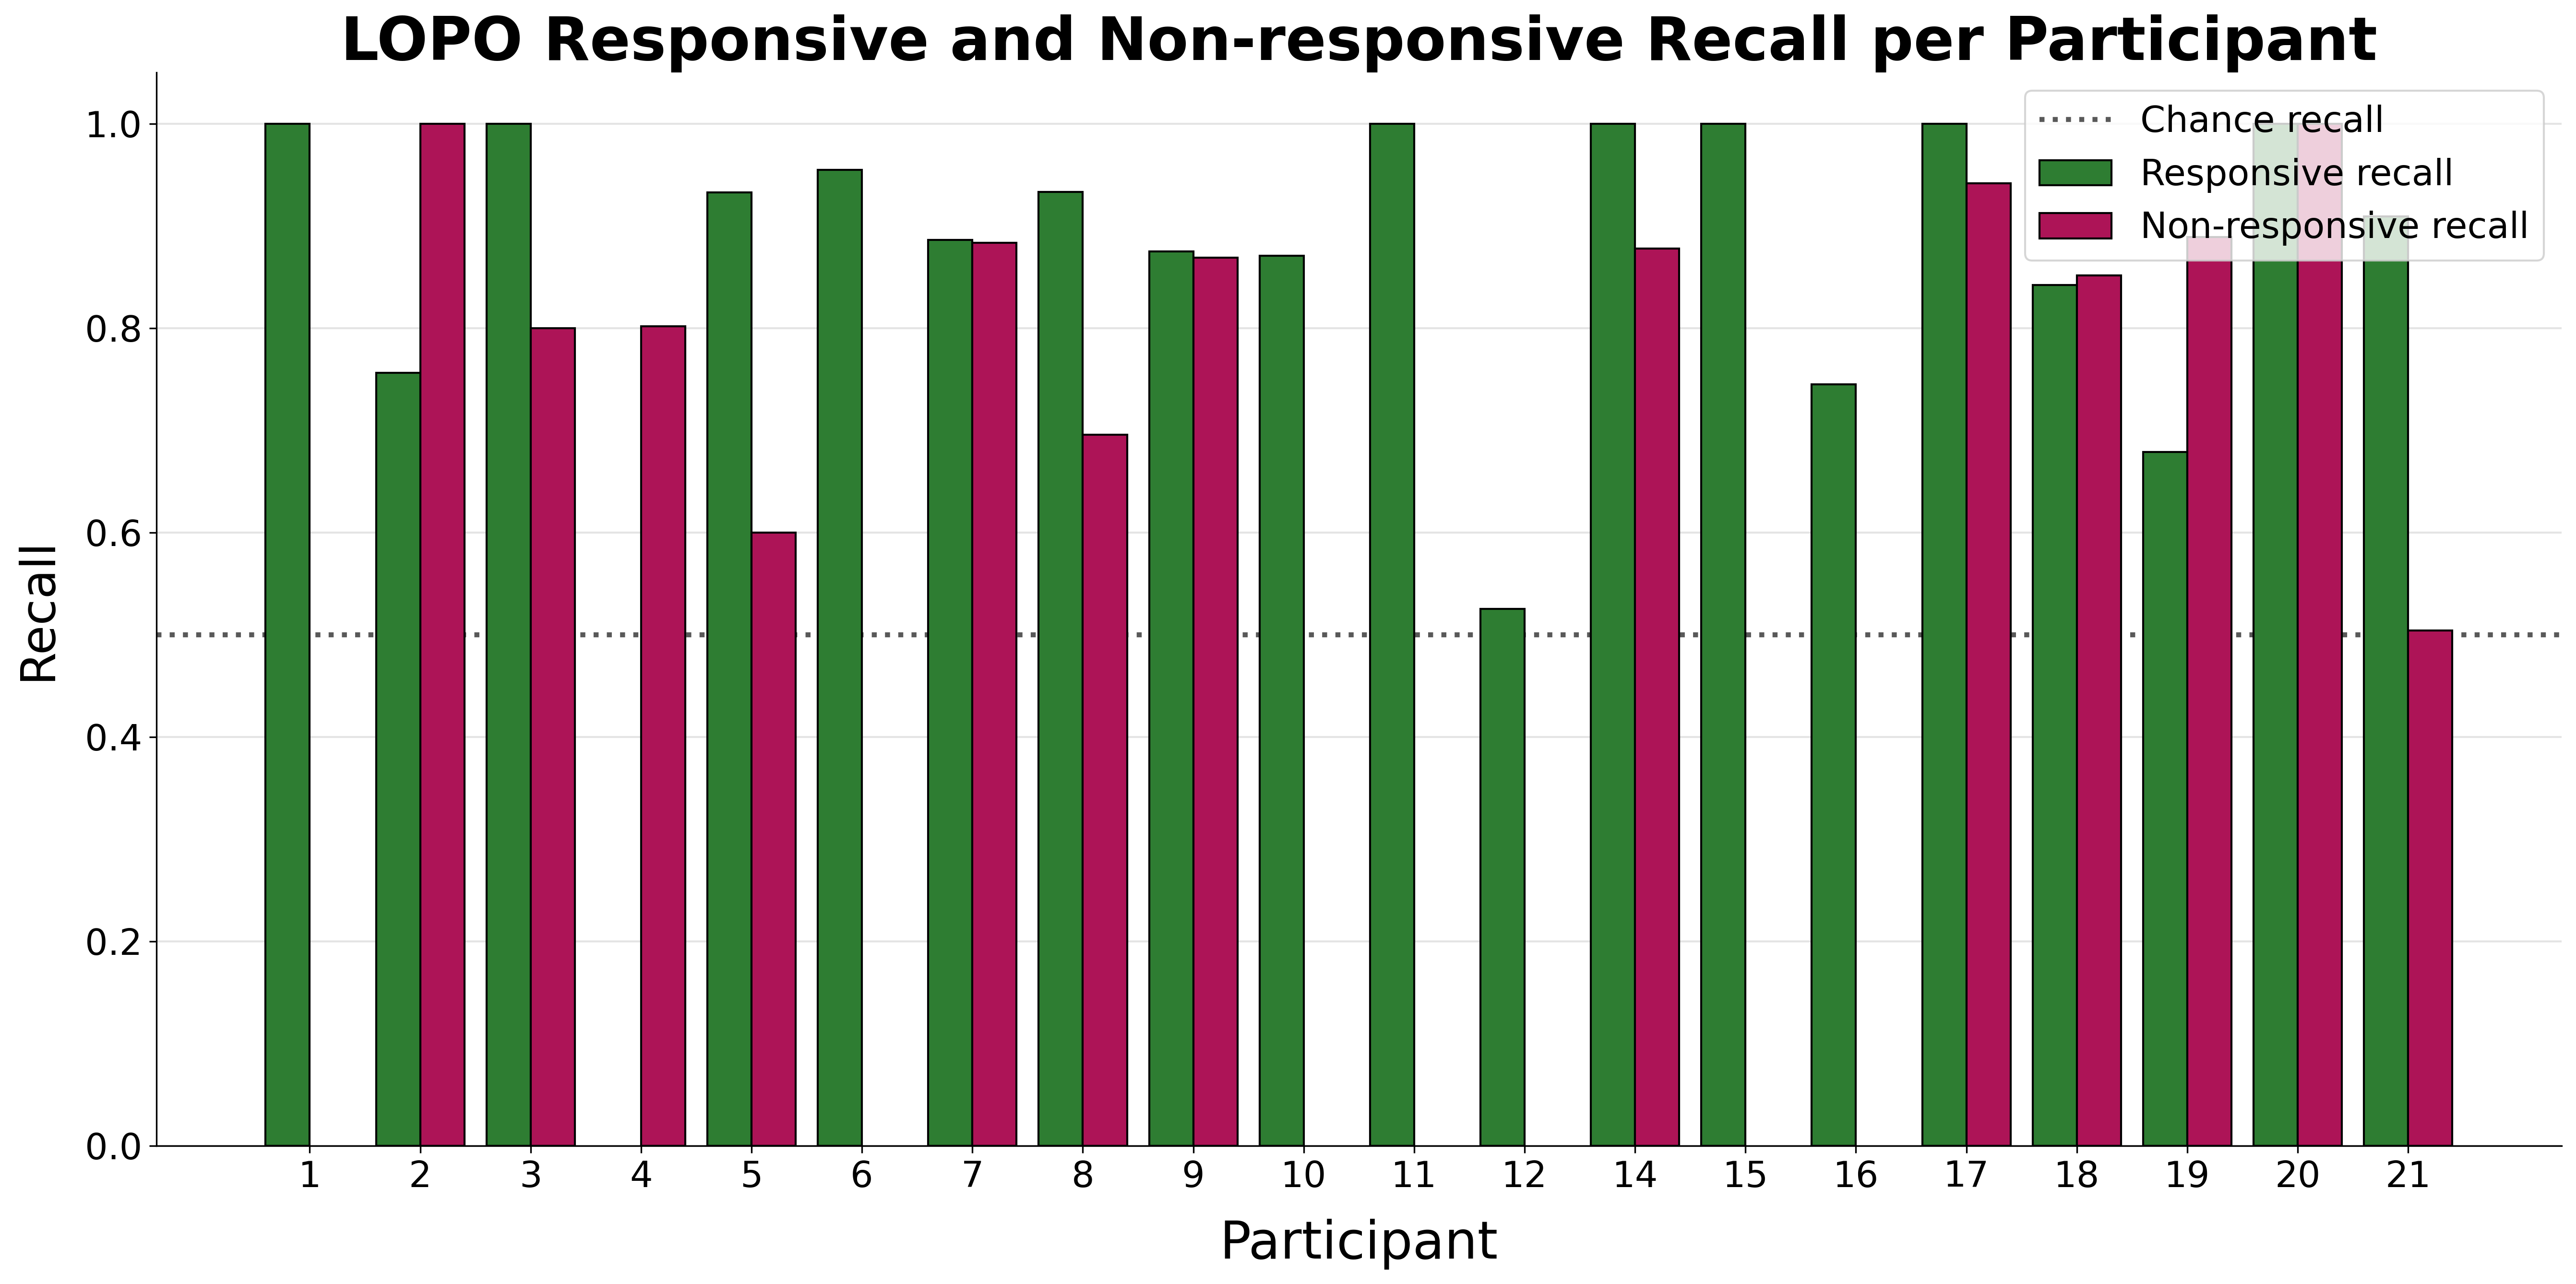 LOPO Responsive and Non-responsive Recall per Participant
Chance recall
Responsive recall
Non-responsive recall
1.0
0.8
0.6
0.4
0.2
0.0
Recall
1 2 3 4 5 6 7 8 9 10 11 12 14 15 16 17 18 19 20 21
Participant